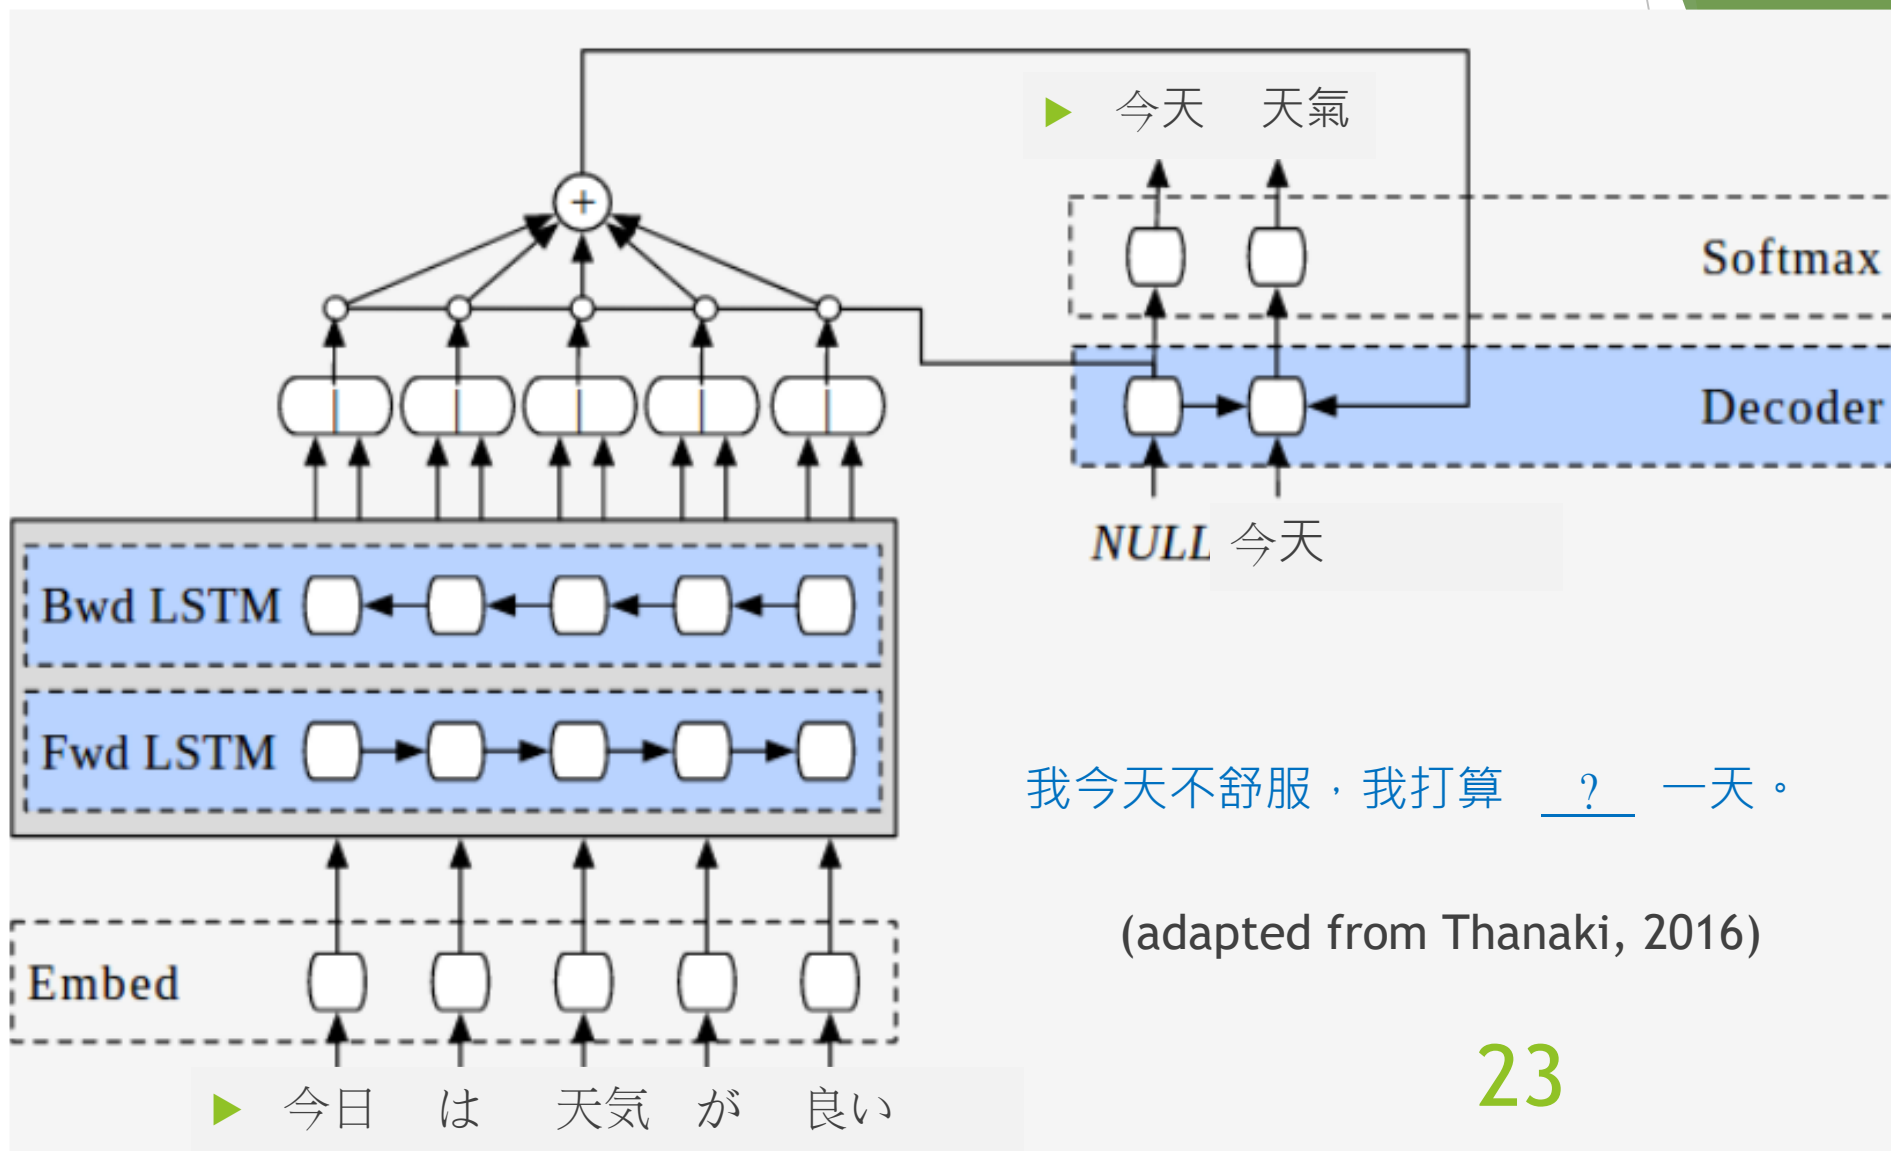 今天 天氣
Softmax
Decoder
NULL 今天
Bwd LSTM
Fwd LSTM
我今天不舒服，我打算 ? 一天。
(adapted from Thanaki, 2016)
Embed
今日 は 天気 が 良い
23